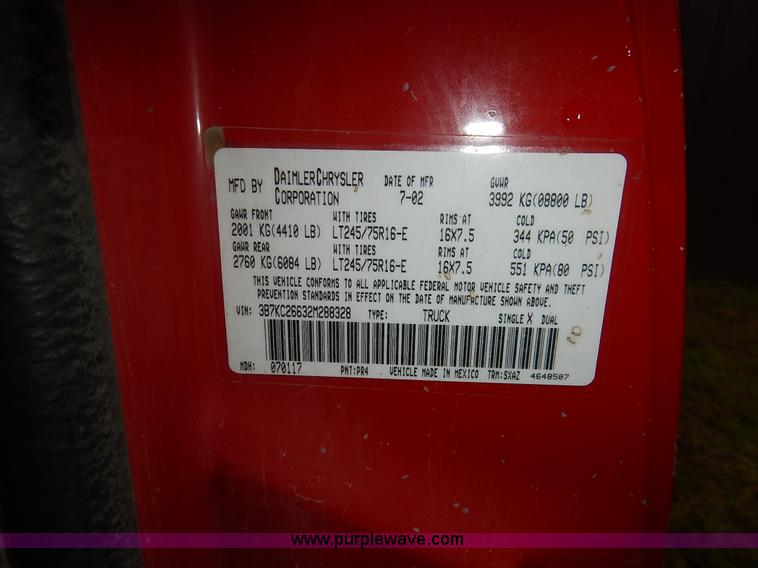 MFD BY DAIMLERCHRYSLER CORPORATION DATE OF MFR 7-02 GVWR 3992 KG(08800 LB)
GAWR FRONT WITH TIRES RIMS AT COLD
2001 KG(4410 LB) LT245/75R16-E 16X7.5 344 KPA(50 PSI)
GAWR REAR WITH TIRES RIMS AT COLD
2760 KG(6084 LB) LT245/75R16-E 16X7.5 551 KPA(80 PSI)
THIS VEHICLE CONFORMS TO ALL APPLICABLE FEDERAL MOTOR VEHICLE SAFETY AND THEFT
PREVENTION STANDARDS IN EFFECT ON THE DATE OF MANUFACTURE SHOWN ABOVE.
VIN: 3B7KC26632M288328 TYPE: TRUCK SINGLE X DUAL
MDH: 070117 PNT:PR4 VEHICLE MADE IN MEXICO TRM:SXAZ 4648507
www.purplewave.com